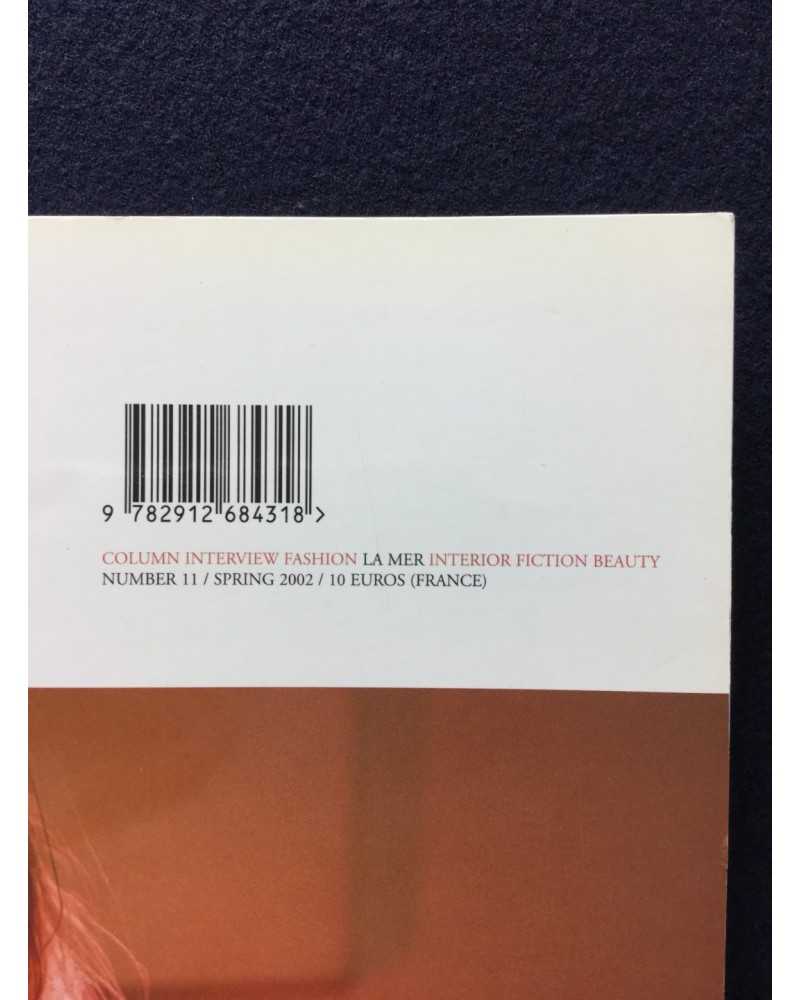 9 782912 684318 >
COLUMN INTERVIEW FASHION LA MER INTERIOR FICTION BEAUTY
NUMBER 11 / SPRING 2002 / 10 EUROS (FRANCE)